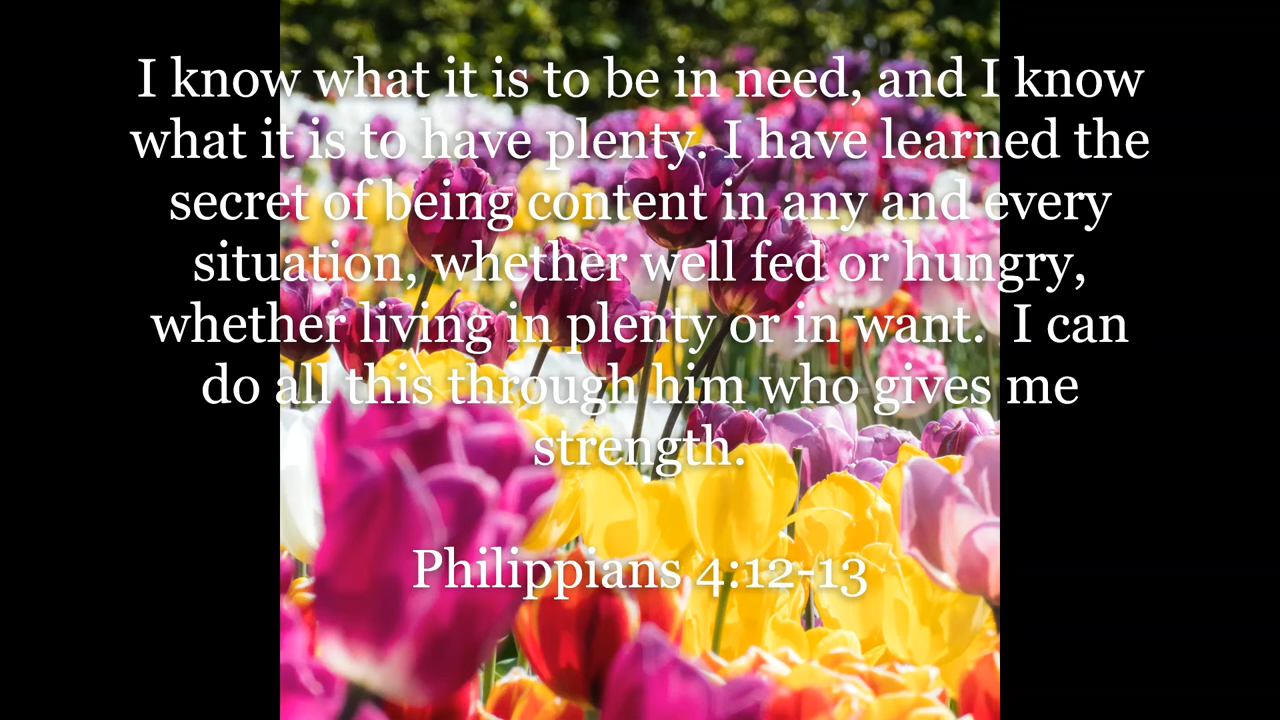 I know what it is to be in need, and I know
what it is to have plenty. I have learned the
secret of being content in any and every
situation, whether well fed or hungry,
whether living in plenty or in want.  I can
do all this through him who gives me
strength.
Philippians 4:12-13